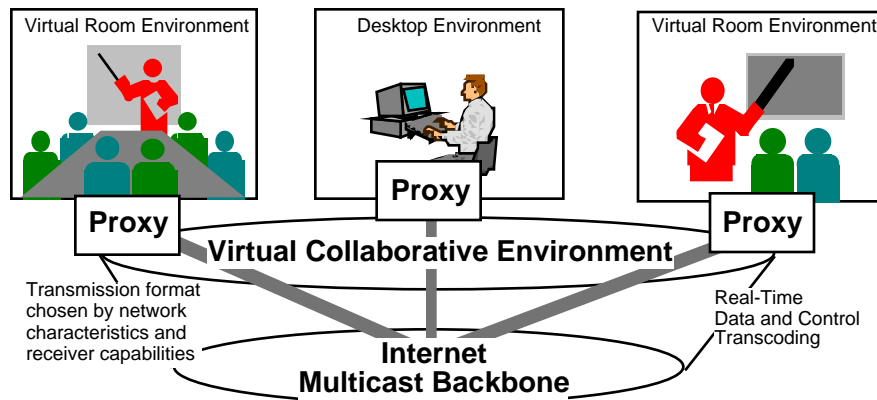 Virtual Room Environment
Desktop Environment
Virtual Room Environment
Proxy
Proxy
Proxy
Virtual Collaborative Environment
Transmission format
chosen by network
characteristics and
receiver capabilities
Real-Time
Data and Control
Transcoding
Internet
Multicast Backbone